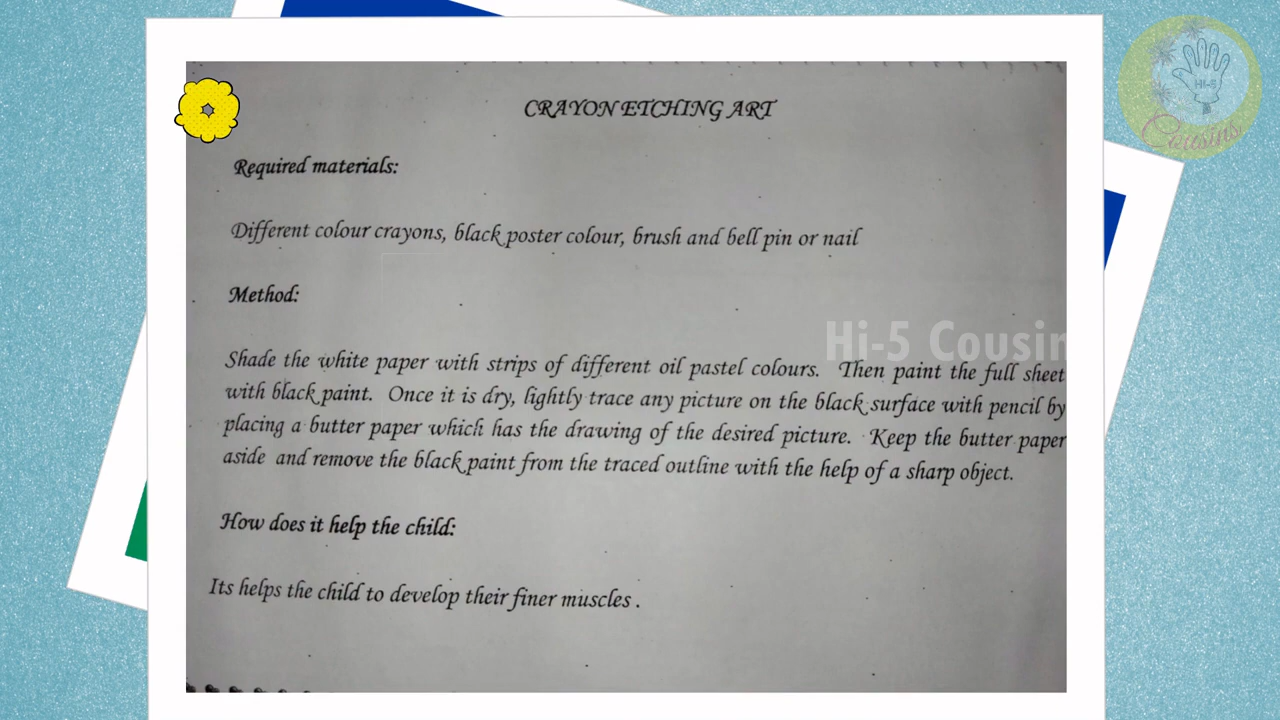 CRAYON ETCHING ART
Required materials:
Different colour crayons, black poster colour, brush and bell pin or nail
Method:
Hi-5 Cousin
Shade the white paper with strips of different oil pastel colours. Then paint the full sheet
with black paint. Once it is dry, lightly trace any picture on the black surface with pencil by
placing a butter paper which has the drawing of the desired picture. Keep the butter paper
aside and remove the black paint from the traced outline with the help of a sharp object.
How does it help the child:
Its helps the child to develop their finer muscles .
HI-5
Cousins